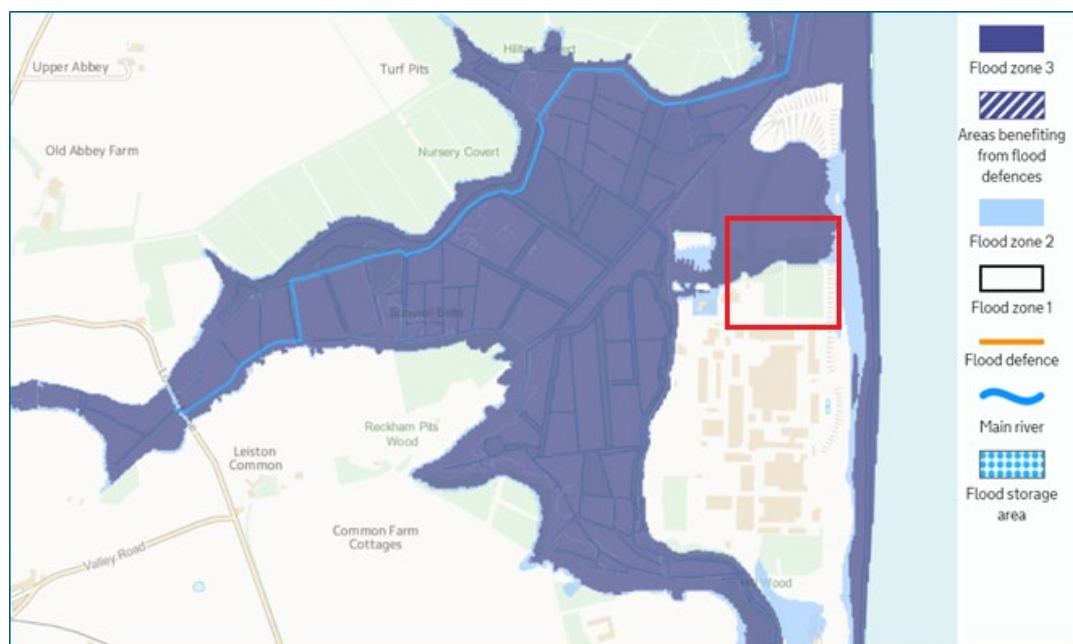 Upper Abbey
Turf Pits
Old Abbey Farm
Nursery Covert
Reckham Pits
Wood
Leiston
Common
Common Farm
Cottages
Valley Road
Flood zone 3
Areas benefiting
from flood
defences
Flood zone 2
Flood zone 1
Flood defence
Main river
Flood storage
area